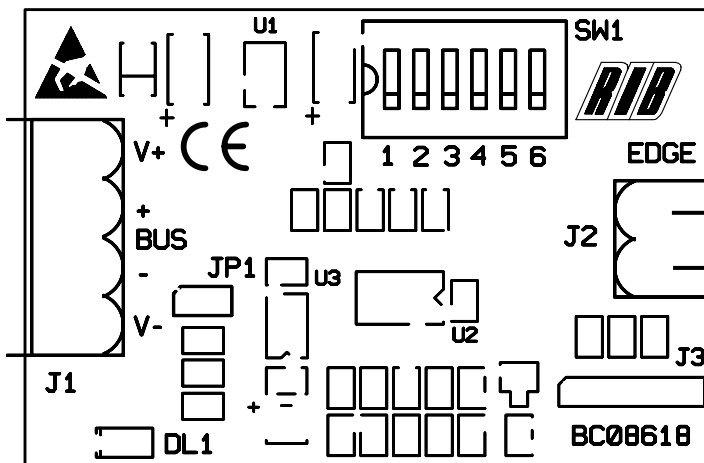 U1
SW1
RIB
+
+
1 2 3 4 5 6
V+
CE
EDGE
+
BUS
J2
-
JP1
U3
V-
U2
J1
J3
+
-
DL1
BC08618